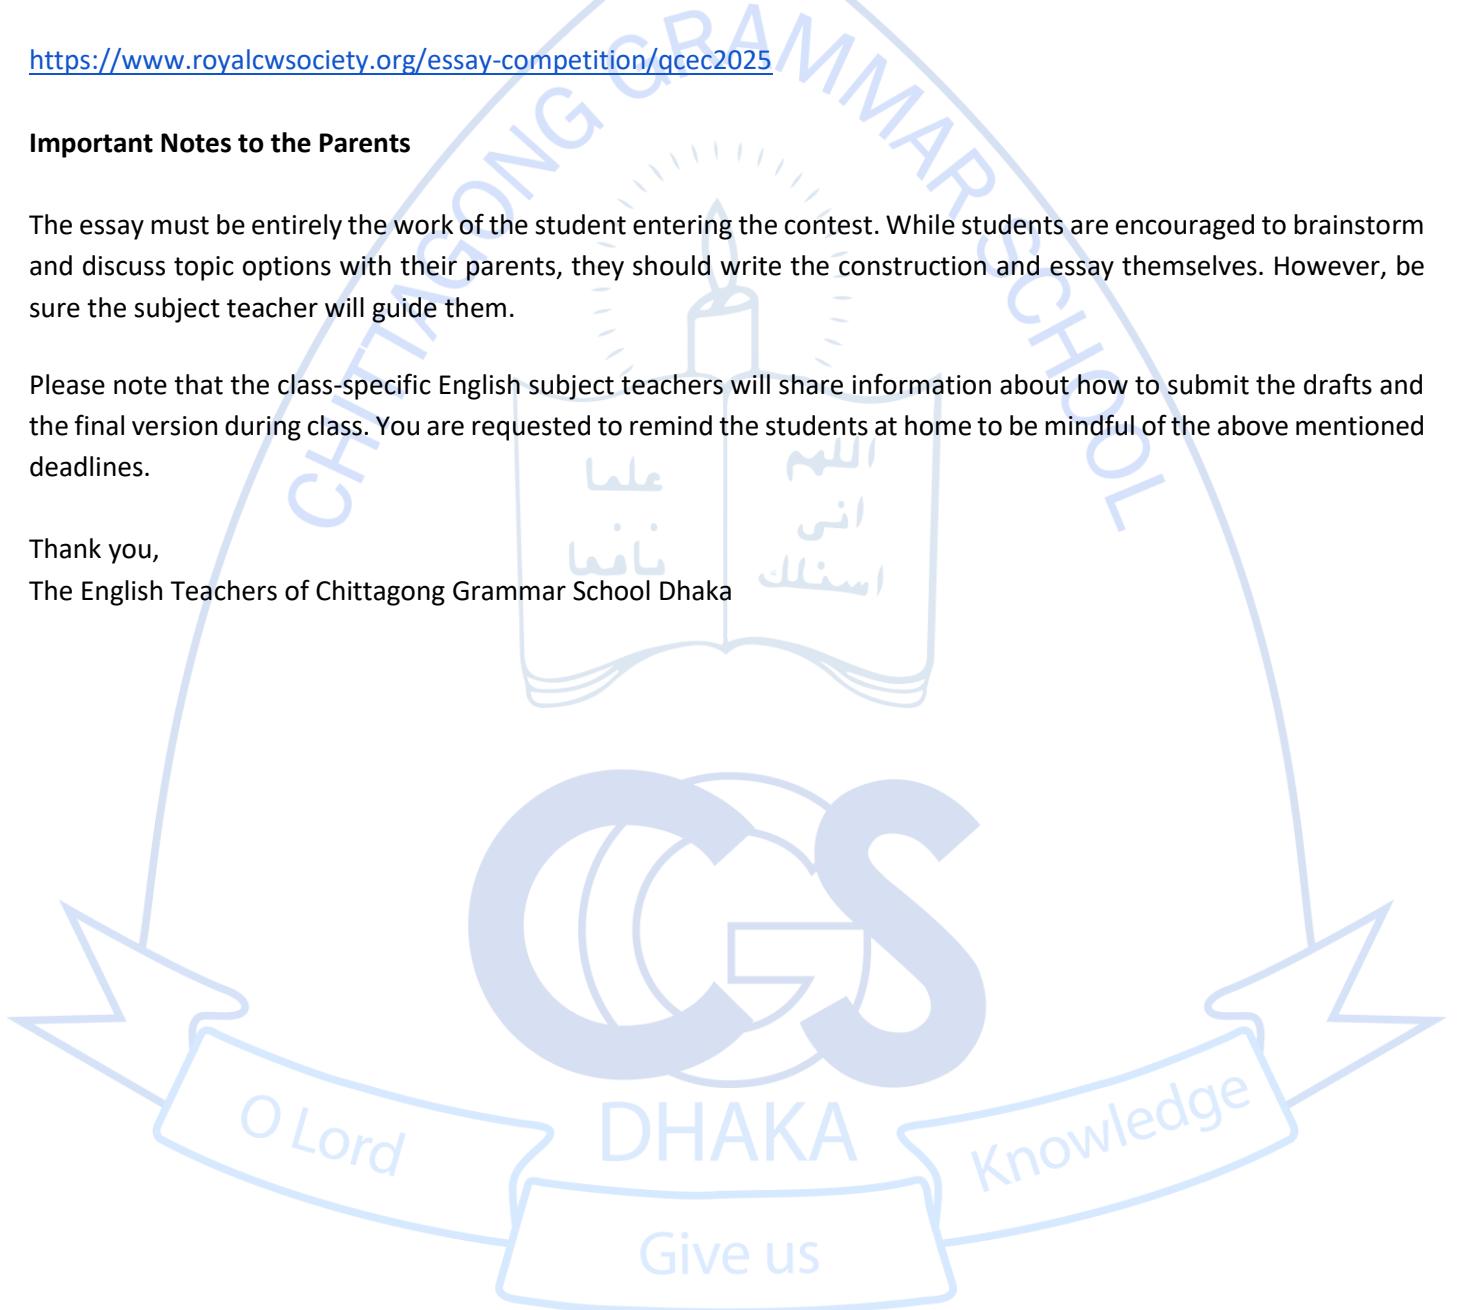 https://www.royalcwsociety.org/essay-competition/qcec2025
Important Notes to the Parents
The essay must be entirely the work of the student entering the contest. While students are encouraged to brainstorm
and discuss topic options with their parents, they should write the construction and essay themselves. However, be
sure the subject teacher will guide them.
Please note that the class-specific English subject teachers will share information about how to submit the drafts and
the final version during class. You are requested to remind the students at home to be mindful of the above mentioned
deadlines.
Thank you,
The English Teachers of Chittagong Grammar School Dhaka
CHITTAGONG GRAMMAR SCHOOL
اللهم
انى
اسئلك
علما
نافعا
CGS
DHAKA
O Lord
Give us
Knowledge